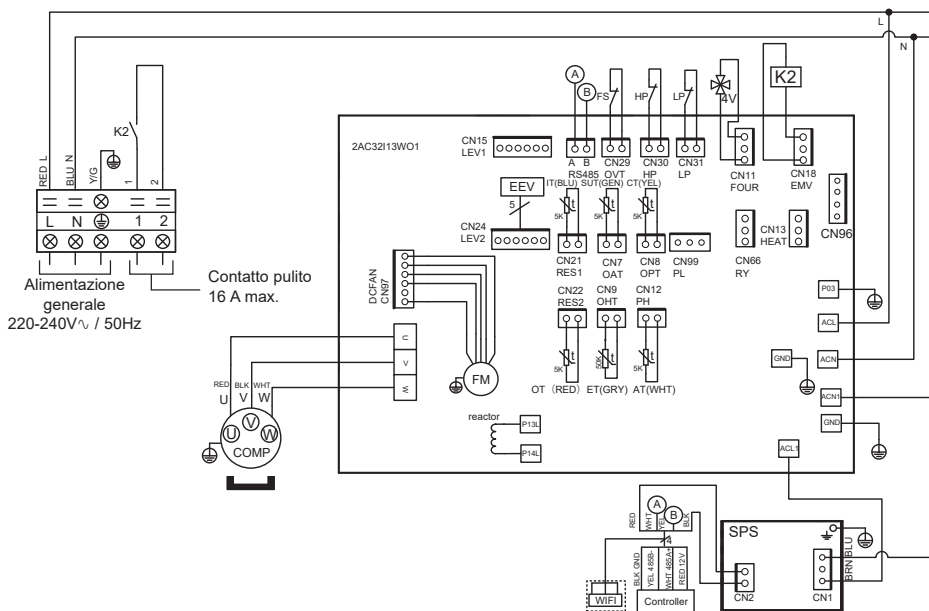 L
N
K2
RED L
BLU N
Y/G
1
2
L
N
1
2
Alimentazione
generale
220-240V∿ / 50Hz
Contatto pulito
16 A max.
2AC32I13WO1
CN15
LEV1
EEV
5
CN24
LEV2
DCFAN
CN97
A
B
FS
HP
LP
4V
K2
A B
RS485
CN29
OVT
CN30
HP
CN31
LP
CN11
FOUR
CN18
EMV
IT(BLU)
SUT(GEN)
CT(YEL)
5K
t
5K
t
5K
t
CN21
RES1
CN7
OAT
CN8
OPT
CN99
PL
CN66
RY
CN13
HEAT
CN96
CN22
RES2
CN9
OHT
CN12
PH
5K
t
50K
t
5K
t
OT (RED)
ET(GRY)
AT(WHT)
U
V
W
FM
RED
BLK
WHT
U
V
W
U
V
W
COMP
reactor
P13L
P14L
P03
ACL
ACN
GND
ACN1
GND
ACL1
RED
WHT
A
YEL
B
BLK
4
BLK GND
YEL 485B-
WHT 485A+
RED 12V
WIFI
Controller
SPS
CN2
CN1
BRN
BLU